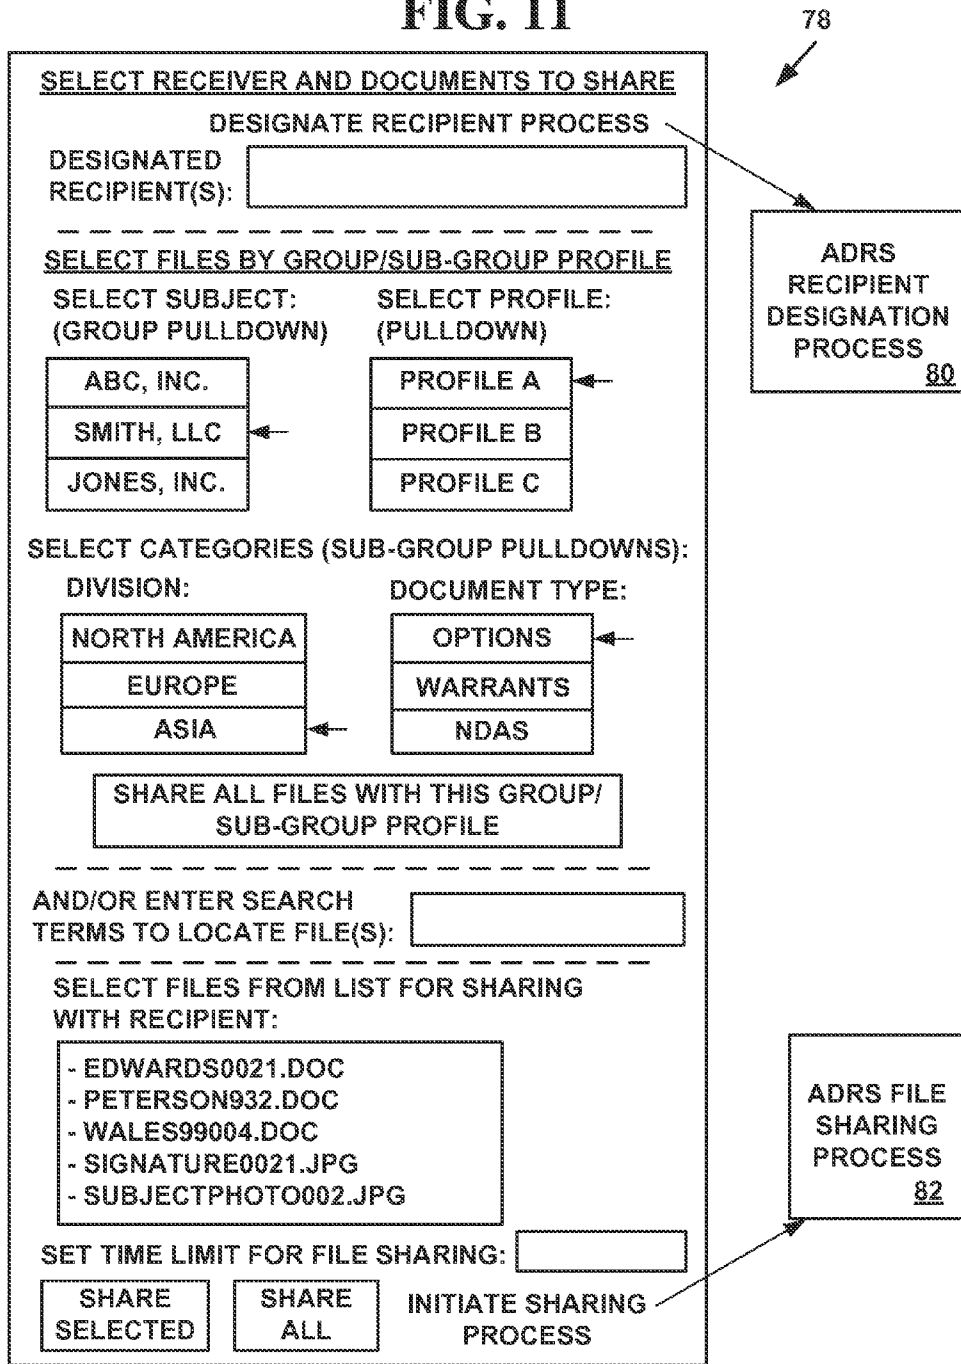 FIG. 11
78
SELECT RECEIVER AND DOCUMENTS TO SHARE
DESIGNATE RECIPIENT PROCESS
DESIGNATED
RECIPIENT(S):
ADRS
RECIPIENT
DESIGNATION
PROCESS
80
SELECT FILES BY GROUP/SUB-GROUP PROFILE
SELECT SUBJECT:
(GROUP PULLDOWN)
SELECT PROFILE:
(PULLDOWN)
ABC, INC.
SMITH, LLC
JONES, INC.
PROFILE A
PROFILE B
PROFILE C
SELECT CATEGORIES (SUB-GROUP PULLDOWNS):
DIVISION:
NORTH AMERICA
EUROPE
ASIA
DOCUMENT TYPE:
OPTIONS
WARRANTS
NDAS
SHARE ALL FILES WITH THIS GROUP/
SUB-GROUP PROFILE
AND/OR ENTER SEARCH
TERMS TO LOCATE FILE(S):
SELECT FILES FROM LIST FOR SHARING
WITH RECIPIENT:
- EDWARDS0021.DOC
- PETERSON932.DOC
- WALES99004.DOC
- SIGNATURE0021.JPG
- SUBJECTPHOTO002.JPG
ADRS FILE
SHARING
PROCESS
82
SET TIME LIMIT FOR FILE SHARING:
SHARE
SELECTED
SHARE
ALL
INITIATE SHARING
PROCESS